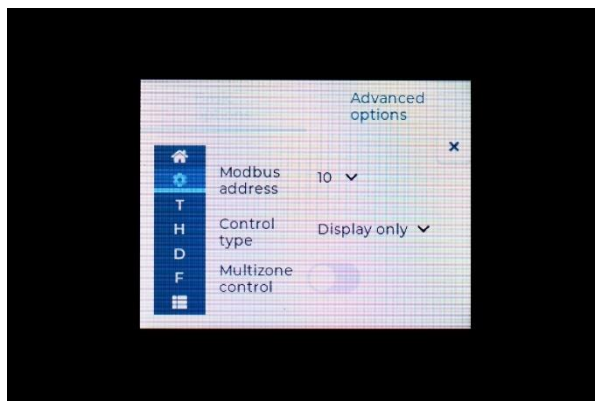 Advanced
options
Modbus
address
10
Control
type
Display only
Multizone
control
T
H
D
F